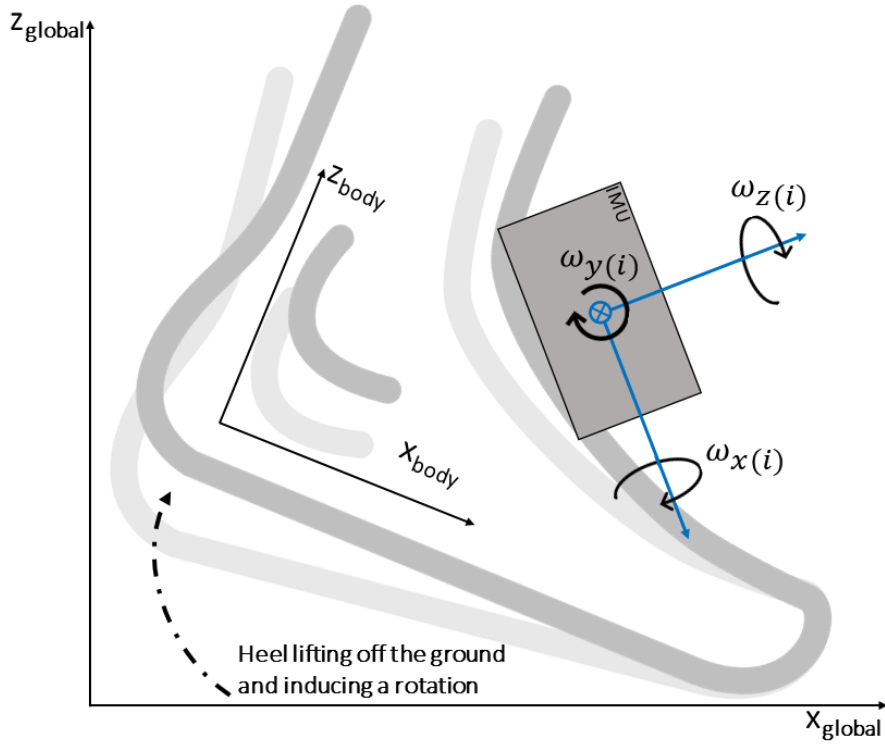 Z_global
Z_body
IMU
ω_z(i)
ω_y(i)
X_body
ω_x(i)
Heel lifting off the ground
and inducing a rotation
X_global